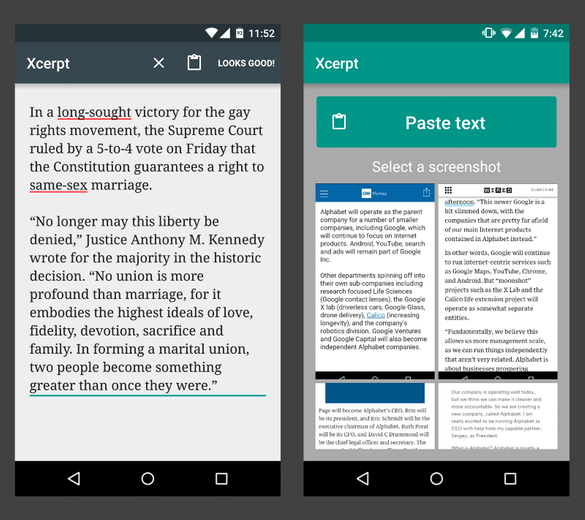 11:52
Xcerpt
LOOKS GOOD!
In a long-sought victory for the gay
rights movement, the Supreme Court
ruled by a 5-to-4 vote on Friday that
the Constitution guarantees a right to
same-sex marriage.
“No longer may this liberty be
denied,” Justice Anthony M. Kennedy
wrote for the majority in the historic
decision. “No union is more
profound than marriage, for it
embodies the highest ideals of love,
fidelity, devotion, sacrifice and
family. In forming a marital union,
two people become something
greater than once they were.”
7:42
Xcerpt
Paste text
Select a screenshot
CNN Money
Alphabet will operate as the parent
company for a number of smaller
companies, including Google, which
will continue to focus on Internet
products. Android, YouTube, search
and ads will remain part of Google
Inc.
Other departments spinning off into
their own sub-companies including
research focused Life Sciences
(Google contact lenses), the Google
X lab (driverless cars, Google Glass,
drone delivery), Calico (increasing
longevity), and the company's
robotics division. Google Ventures
and Google Capital will also become
independent Alphabet companies.
WIRED
SUBSCRIBE
afternoon. “This newer Google is a
bit slimmed down, with the
companies that are pretty far afield
of our main Internet products
contained in Alphabet instead.”
In other words, Google will continue
to run internet-centric services such
as Google Maps, YouTube, Chrome,
and Android. But “moonshot”
projects such as the X Lab and the
Calico life extension project will
operate as somewhat separate
entities.
“Fundamentally, we believe this
allows us more management scale,
as we can run things independently
that aren't very related. Alphabet is
about businesses prospering
Page will become Alphabet's CEO. Brin will
be its president, and Eric Schmidt will be the
executive chairman of Alphabet. Ruth Porat
will be its CFO, and David C Drummond will
be the chief legal officer and secretary. The
Our company is operating well today,
but we think we can make it cleaner and
more accountable. So we are creating a
new company, called Alphabet. I am
really excited to be running Alphabet as
CEO with help from my capable partner,
Sergey, as President.
What is Alphabet? Alphabet is mostly a